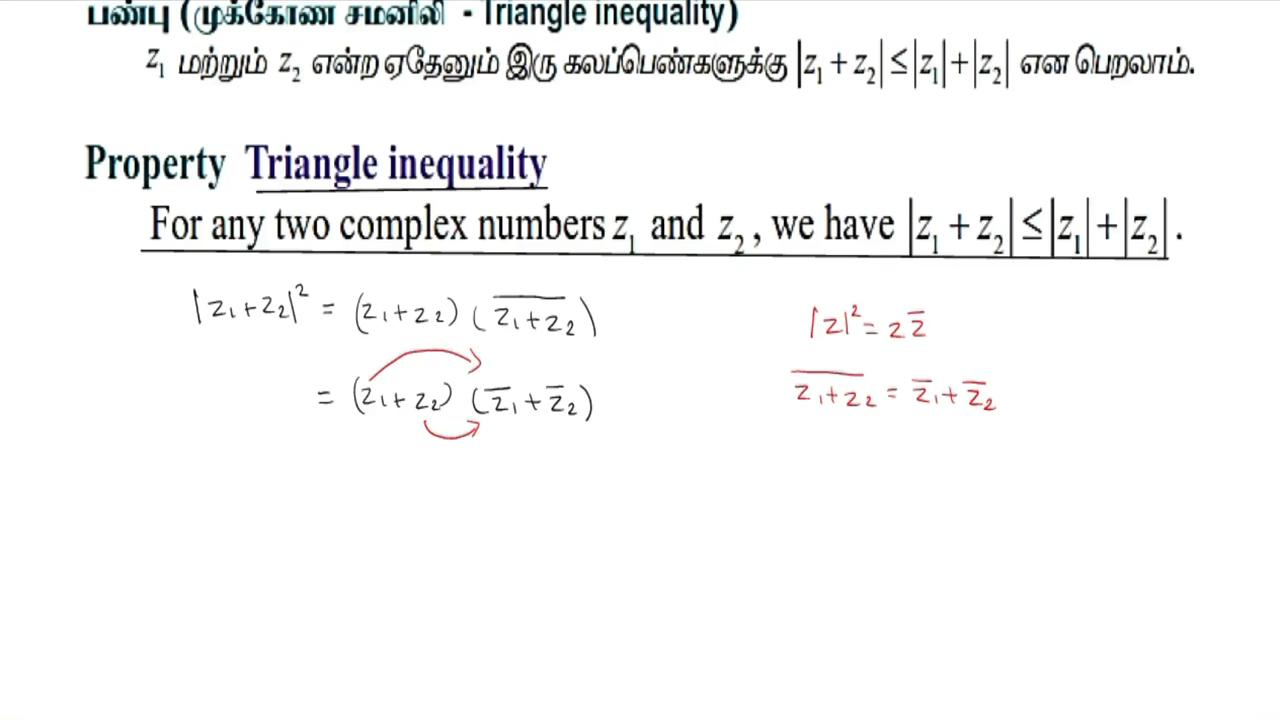 பண்பு (முக்கோண சமனிலி - Triangle inequality)
z₁ மற்றும் z₂ என்ற ஏதேனும் இரு கலப்பெண்களுக்கு |z₁ + z₂| ≤ |z₁| + |z₂| என பெறலாம்.
Property Triangle inequality
For any two complex numbers z₁ and z₂, we have |z₁ + z₂| ≤ |z₁| + |z₂|.
|z₁+z₂|² = (z₁+z₂) (z̅₁̅+̅z̅₂̅) |z|² = z z̅
= (z₁+z₂) (z̅₁+z̅₂) z̅₁̅+̅z̅₂̅ = z̅₁+z̅₂